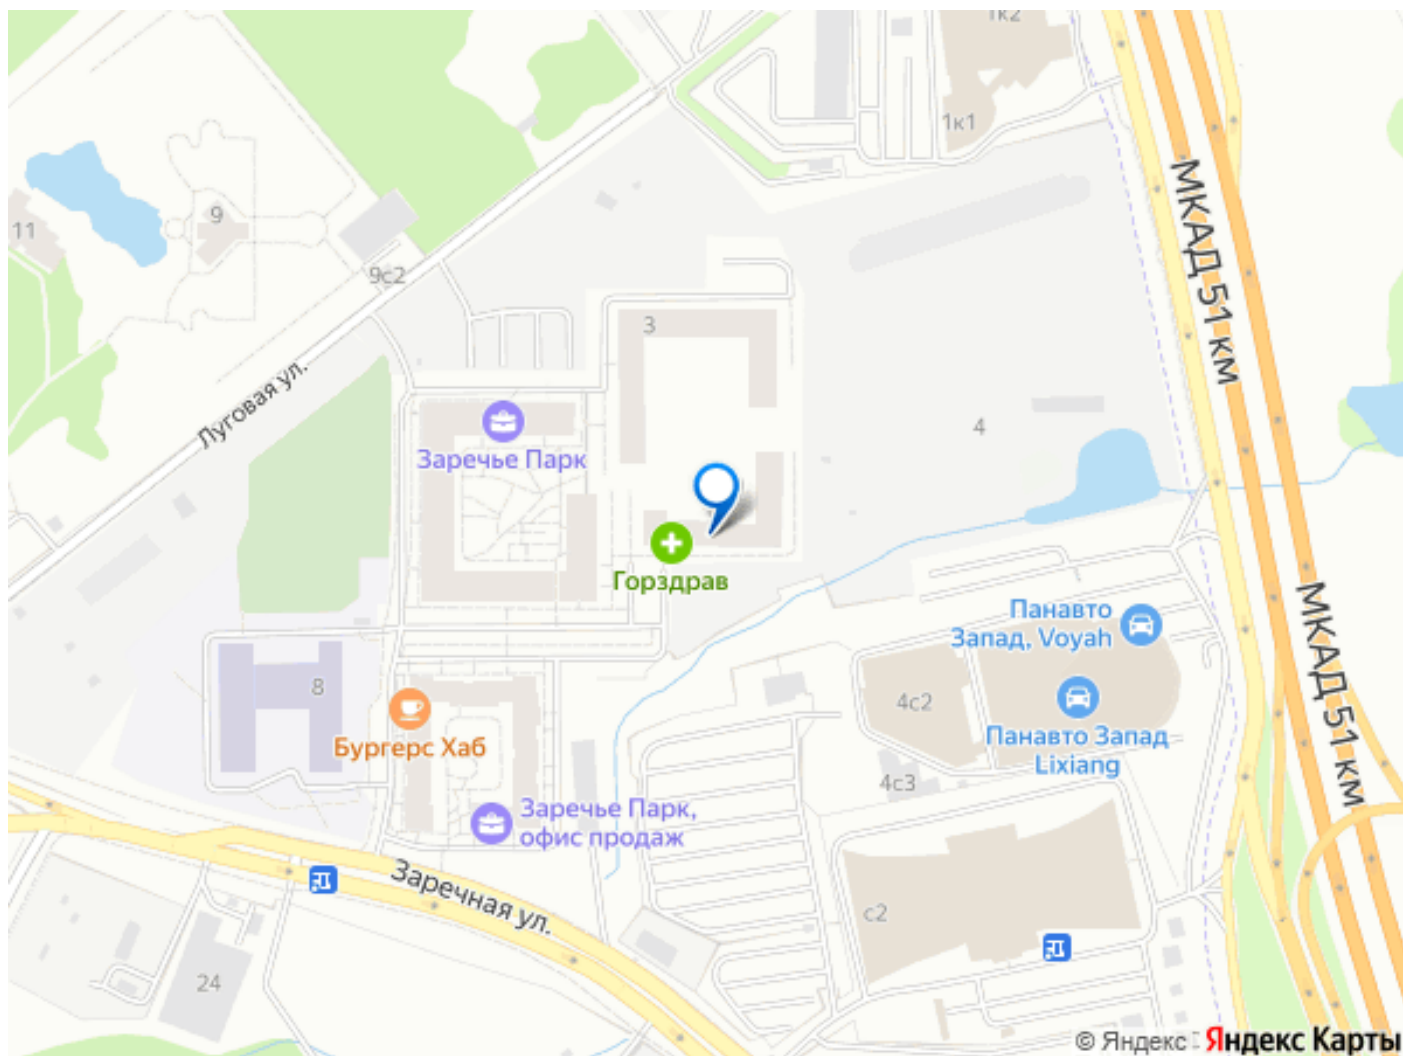 1к2
1к1
МКАД 51 км
11
9
9с2
3
Луговая ул.
Заречье Парк
4
Горздрав
Панавто
Запад, Voyah
МКАД 51 км
8
4с2
Бургерс Хаб
Панавто Запад
Lixiang
4с3
Заречье Парк,
офис продаж
Заречная ул.
с2
24
© Яндекс Яндекс Карты